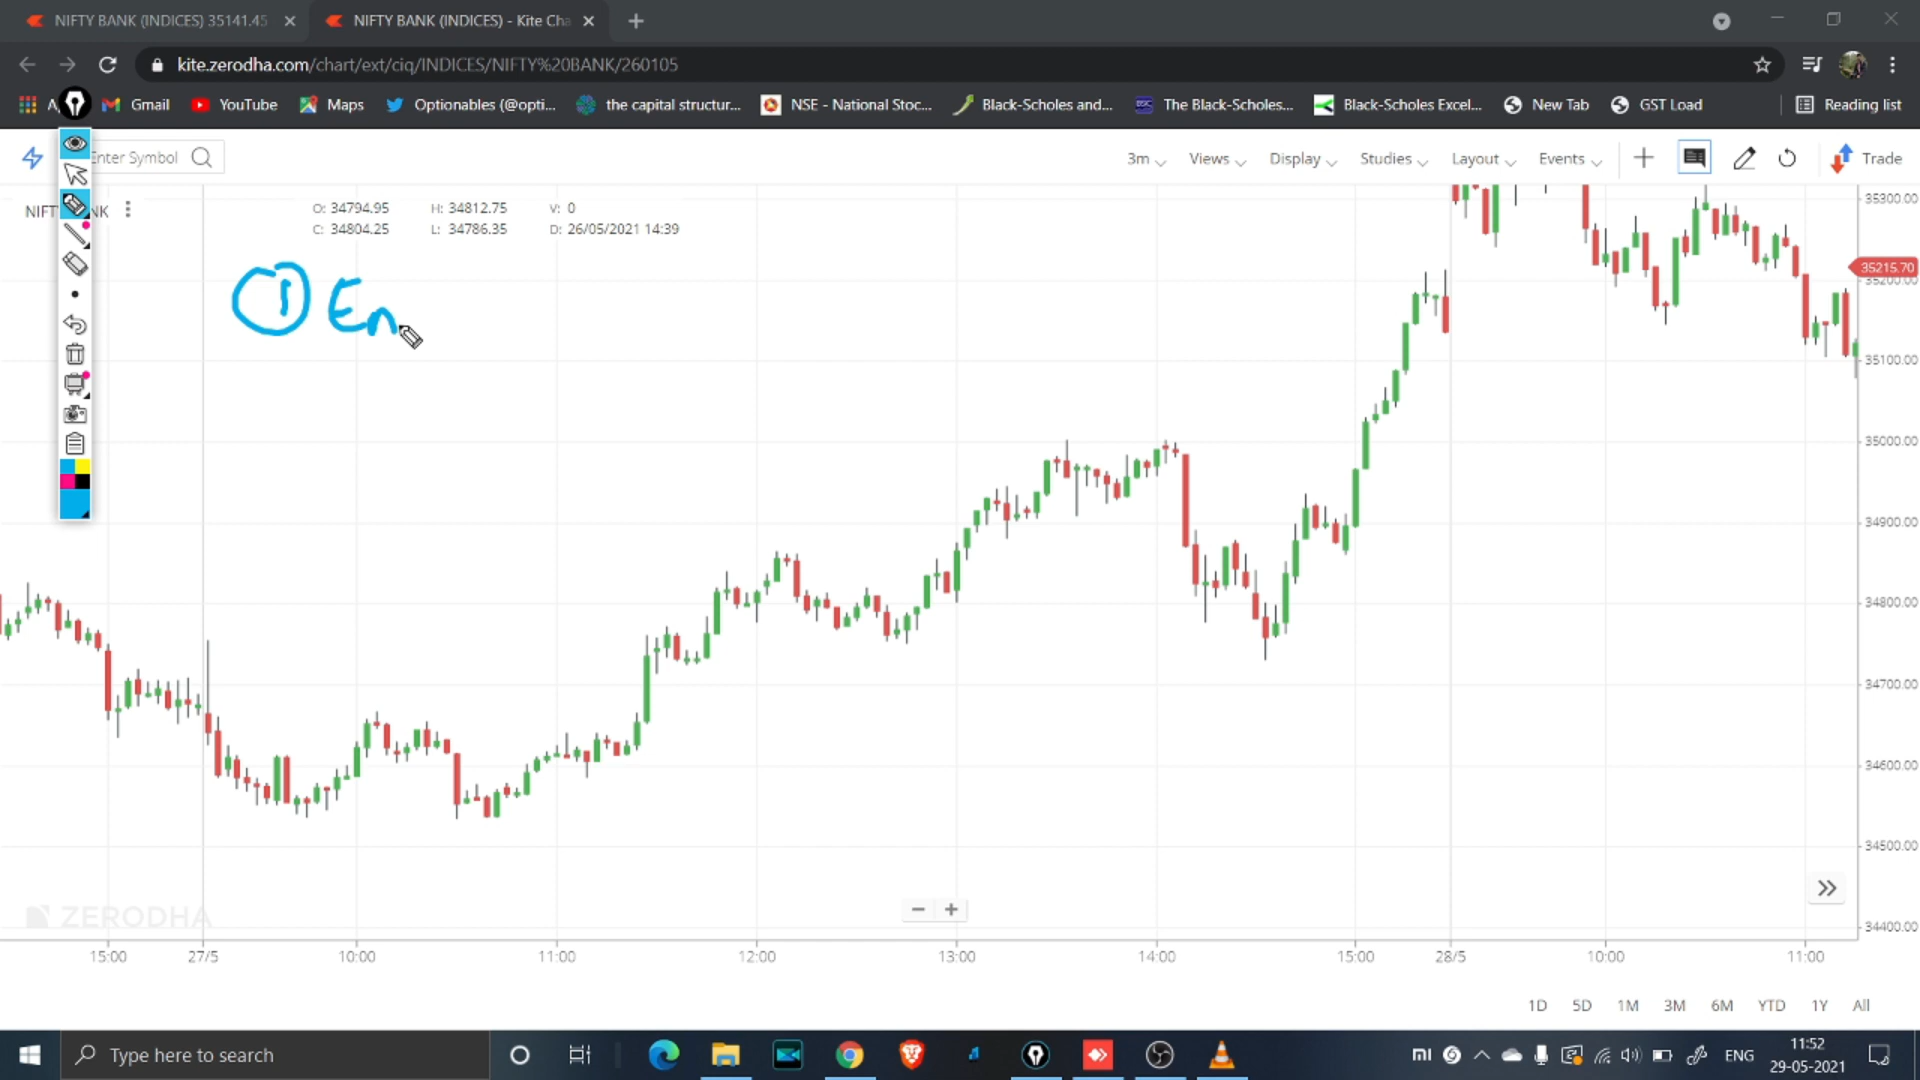 NIFTY BANK (INDICES) 35141.45
NIFTY BANK (INDICES) - Kite Cha
kite.zerodha.com/chart/ext/ciq/INDICES/NIFTY%20BANK/260105
A
Gmail
YouTube
Maps
Optionables (@opti...
the capital structur...
NSE - National Stoc...
Black-Scholes and...
The Black-Scholes...
Black-Scholes Excel...
New Tab
GST Load
Reading list
Enter Symbol
3m
Views
Display
Studies
Layout
Events
Trade
NIFT NK
O: 34794.95 H: 34812.75 V: 0
C: 34804.25 L: 34786.35 D: 26/05/2021 14:39
① En
35300.00
35215.70
35200.00
35100.00
35000.00
34900.00
34800.00
34700.00
34600.00
34500.00
34400.00
ZERODHA
15:00 27/5 10:00 11:00 12:00 13:00 14:00 15:00 28/5 10:00 11:00
1D 5D 1M 3M 6M YTD 1Y All
Type here to search
mi
ENG
11:52
29-05-2021